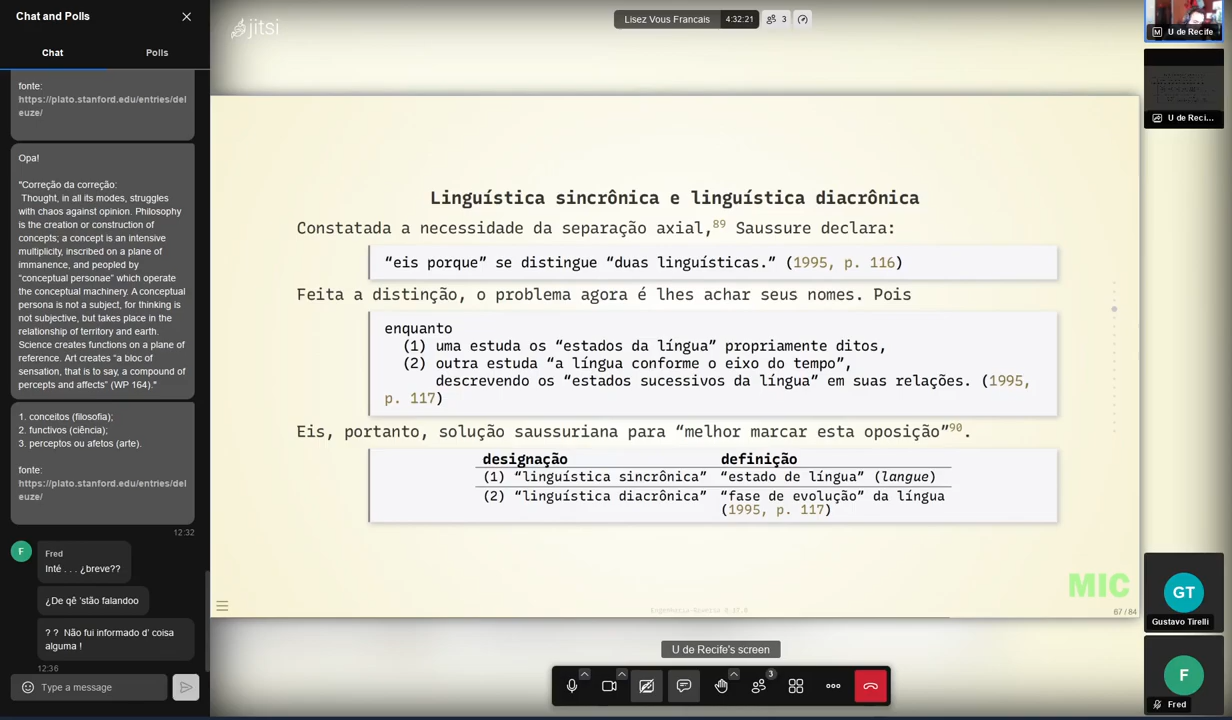 Chat and Polls
Chat
Polls
fonte:
https://plato.stanford.edu/entries/del
euze/
Opa!
"Correção da correção:
Thought, in all its modes, struggles
with chaos against opinion. Philosophy
is the creation or construction of
concepts; a concept is an intensive
multiplicity, inscribed on a plane of
immanence, and peopled by
“conceptual personae” which operate
the conceptual machinery. A conceptual
persona is not a subject, for thinking is
not subjective, but takes place in the
relationship of territory and earth.
Science creates functions on a plane of
reference. Art creates “a bloc of
sensation, that is to say, a compound of
percepts and affects” (WP 164)."
1. conceitos (filosofia);
2. functivos (ciência);
3. perceptos ou afetos (arte).
fonte:
https://plato.stanford.edu/entries/del
euze/
12:32
F
Fred
Inté . . . ¿breve??
¿De qê 'stão falandoo
? ? Não fui informado d' coisa
alguma !
12:36
Type a message
jitsi
Lisez Vous Francais
4:32:21
3
Linguística sincrônica e linguística diacrônica
Constatada a necessidade da separação axial,89 Saussure declara:
“eis porque” se distingue “duas linguísticas.” (1995, p. 116)
Feita a distinção, o problema agora é lhes achar seus nomes. Pois
enquanto
(1) uma estuda os “estados da língua” propriamente ditos,
(2) outra estuda “a língua conforme o eixo do tempo”,
descrevendo os “estados sucessivos da língua” em suas relações. (1995,
p. 117)
Eis, portanto, solução saussuriana para “melhor marcar esta oposição”90.
designação definição
(1) “linguística sincrônica” “estado de língua” (langue)
(2) “linguística diacrônica” “fase de evolução” da língua
(1995, p. 117)
MIC
67 / 84
U de Recife's screen
3
M
U de Recife
U de Reci...
GT
Gustavo Tirelli
F
Fred